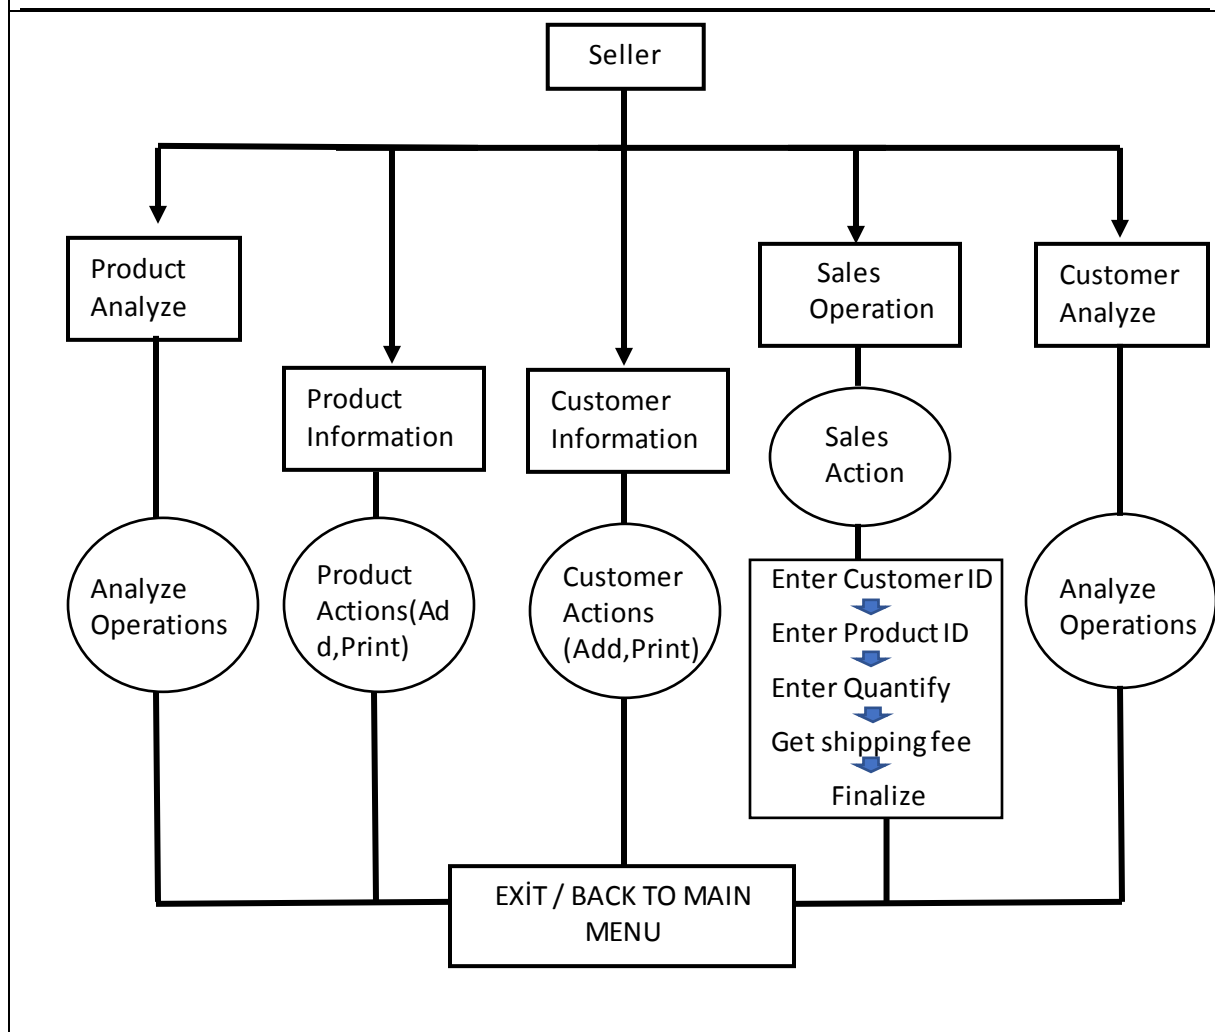 Seller
Product
Analyze
Product
Information
Customer
Information
Sales
Operation
Customer
Analyze
Sales
Action
Analyze
Operations
Product
Actions(Ad
d,Print)
Customer
Actions
(Add,Print)
Enter Customer ID
Enter Product ID
Enter Quantify
Get shipping fee
Finalize
Analyze
Operations
EXİT / BACK TO MAIN
MENU